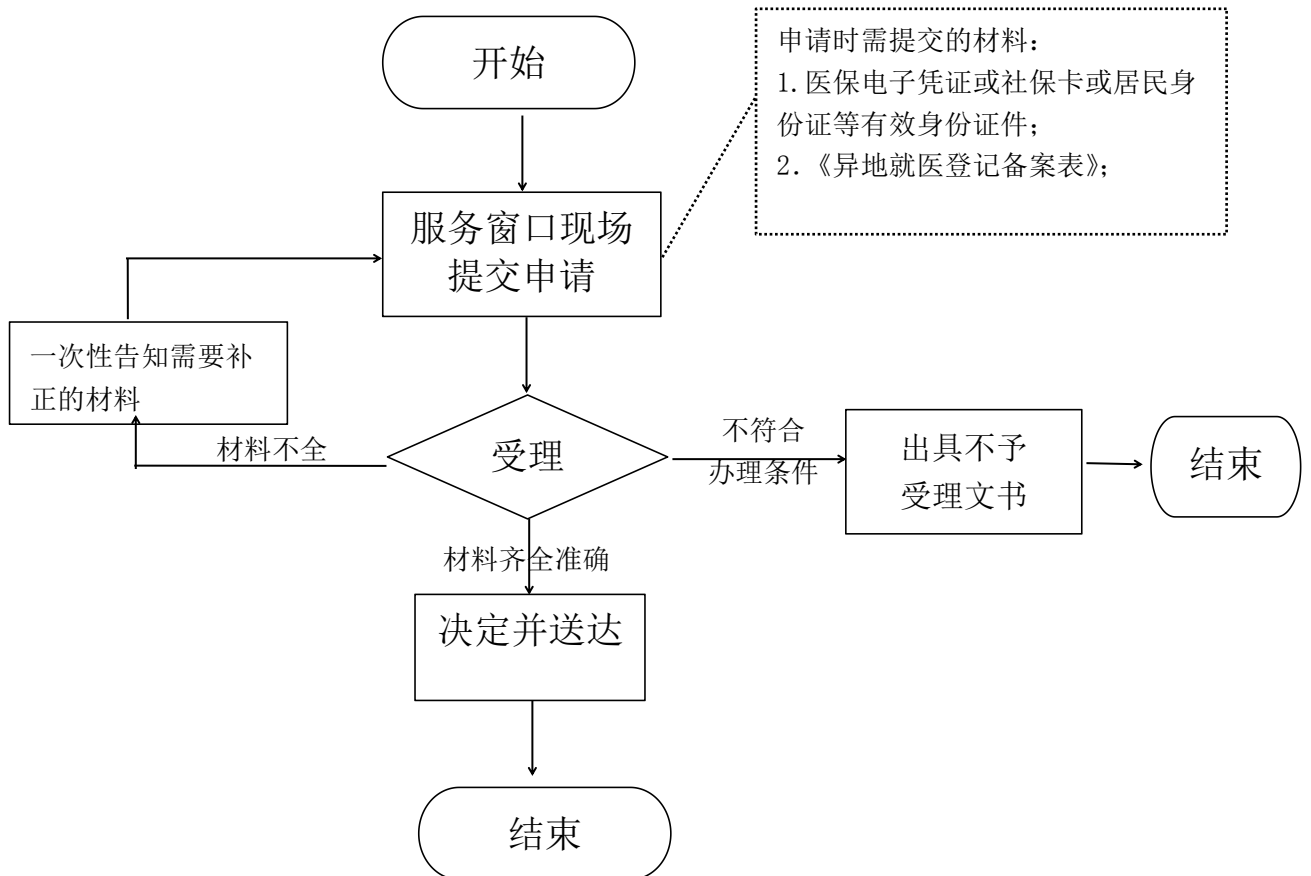 开始
申请时需提交的材料：
1.医保电子凭证或社保卡或居民身
份证等有效身份证件；
2.《异地就医登记备案表》；
服务窗口现场
提交申请
一次性告知需要补
正的材料
材料不全
受理
不符合
办理条件
出具不予
受理文书
结束
材料齐全准确
决定并送达
结束